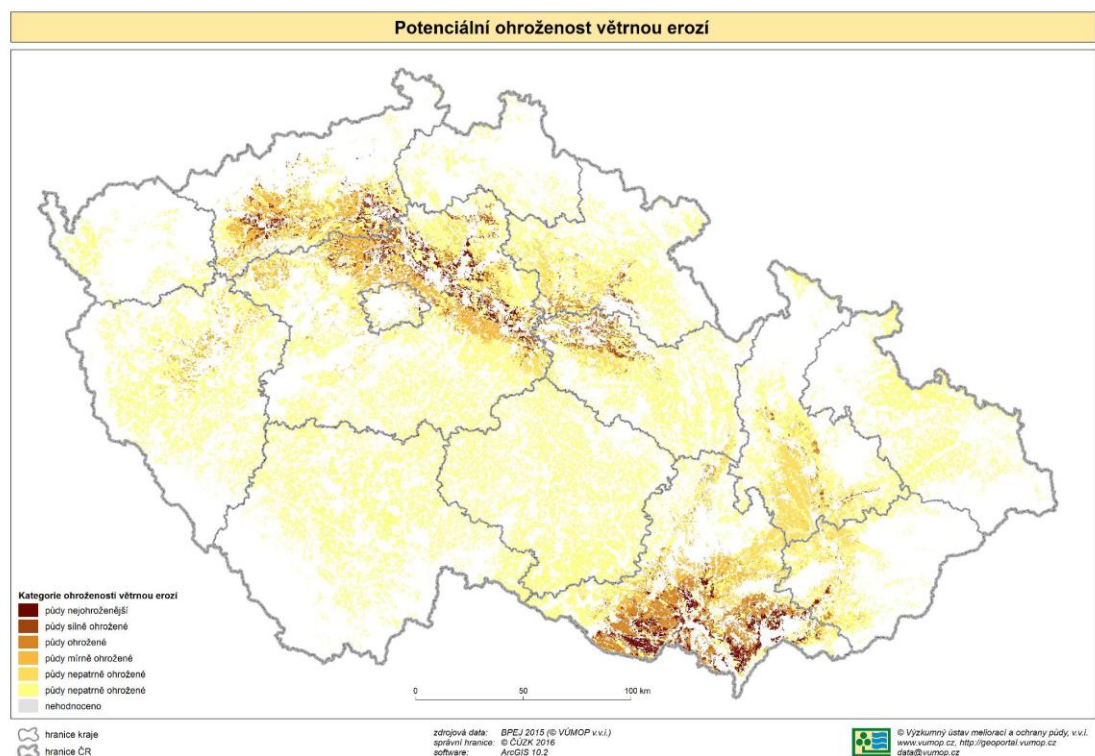 Potenciální ohroženost větrnou erozí
Kategorie ohroženosti větrnou erozí
půdy nejohroženější
půdy silně ohrožené
půdy ohrožené
půdy mírně ohrožené
půdy nepatrně ohrožené
půdy nepatrně ohrožené
nehodnoceno
0 50 100 km
hranice kraje
hranice ČR
zdrojová data: BPEJ 2015 (© VÚMOP v.v.i.)
správní hranice: © ČÚZK 2016
software: ArcGIS 10.2
© Výzkumný ústav meliorací a ochrany půdy, v.v.i.
www.vumop.cz, http://geoportal.vumop.cz
data@vumop.cz